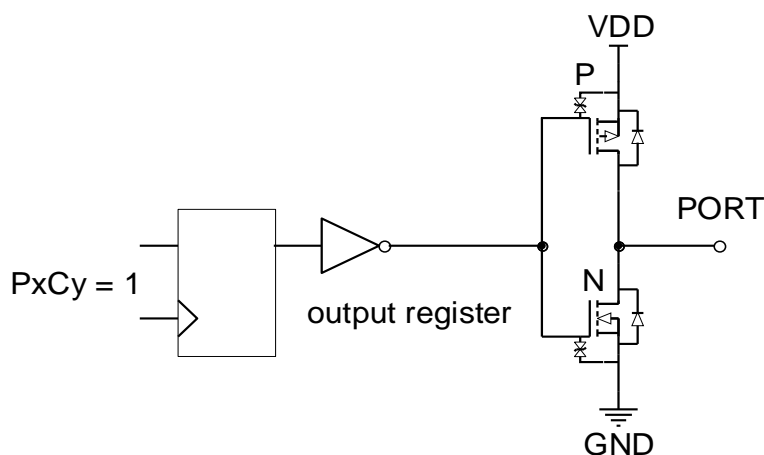 VDD
P
PORT
PxCy = 1
N
output register
GND